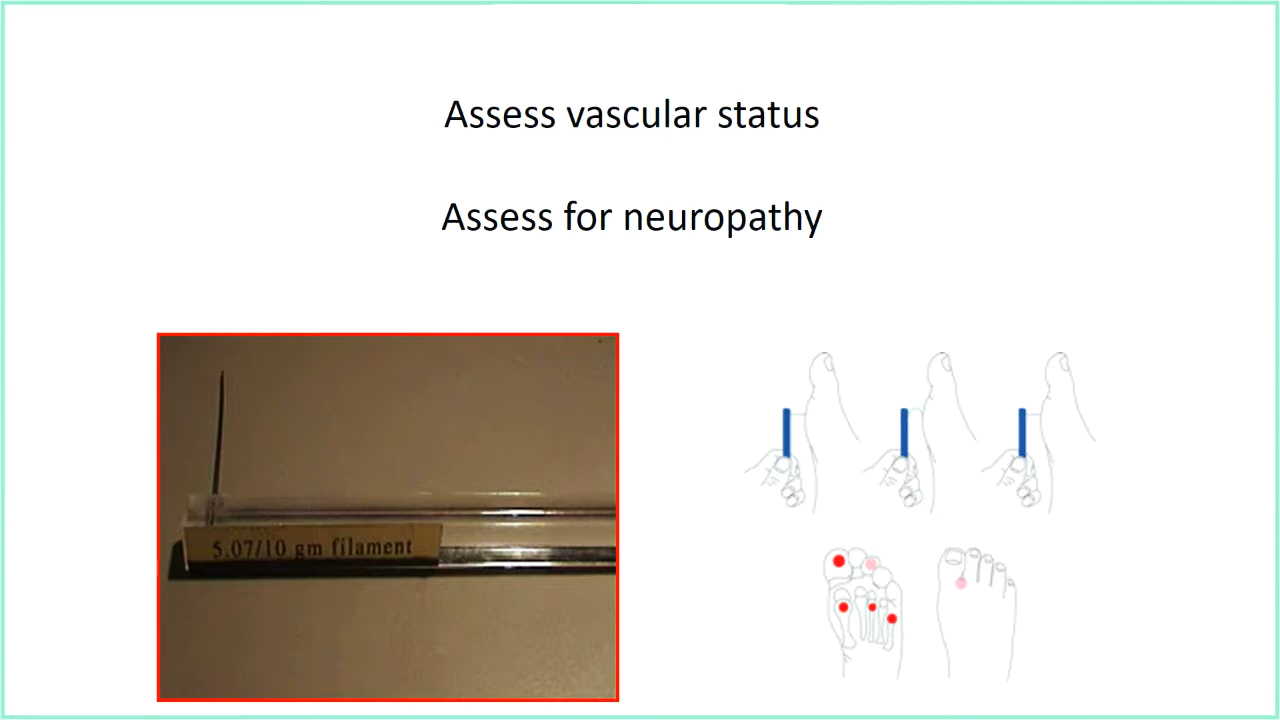 Assess vascular status
Assess for neuropathy
5.07/10 gm filament